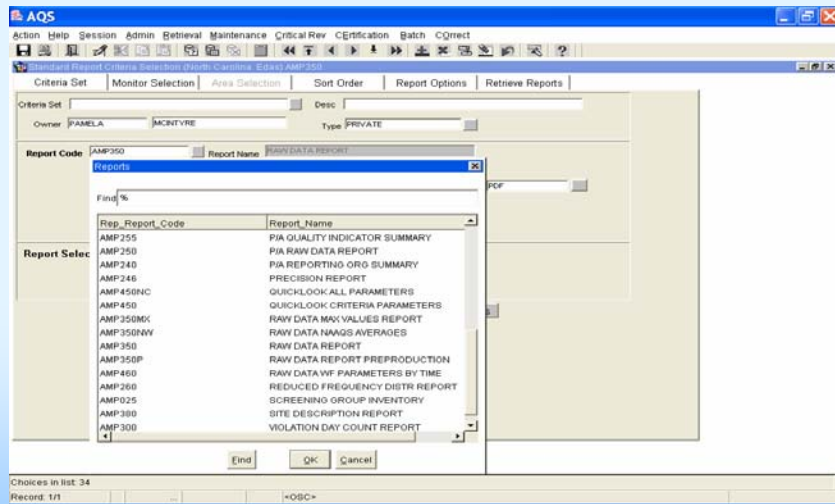 AQS
Action Help Session Admin Retrieval Maintenance Critical Rev CErtification Batch COrrect
Standard Report Criteria Selection (North Carolina Edas) AMP350
Criteria Set Monitor Selection Area Selection Sort Order Report Options Retrieve Reports
Criteria Set Desc
Owner PAMELA MCINTYRE Type PRIVATE
Report Code AMP350 Report Name RAW DATA REPORT
Reports
PDF
Find %
Rep_Report_Code Report_Name
AMP255 P/A QUALITY INDICATOR SUMMARY
AMP250 P/A RAW DATA REPORT
Report Selec
AMP240 P/A REPORTING ORG SUMMARY
AMP246 PRECISION REPORT
AMP450NC QUICKLOOK ALL PARAMETERS
AMP450 QUICKLOOK CRITERIA PARAMETERS
AMP350MX RAW DATA MAX VALUES REPORT
AMP350NW RAW DATA NAAQS AVERAGES
AMP350 RAW DATA REPORT
AMP350P RAW DATA REPORT PREPRODUCTION
AMP460 RAW DATA WF PARAMETERS BY TIME
AMP260 REDUCED FREQUENCY DISTR REPORT
AMP025 SCREENING GROUP INVENTORY
AMP380 SITE DESCRIPTION REPORT
AMP300 VIOLATION DAY COUNT REPORT
Find OK Cancel
Choices in list: 34
Record: 1/1 ... <OSC>